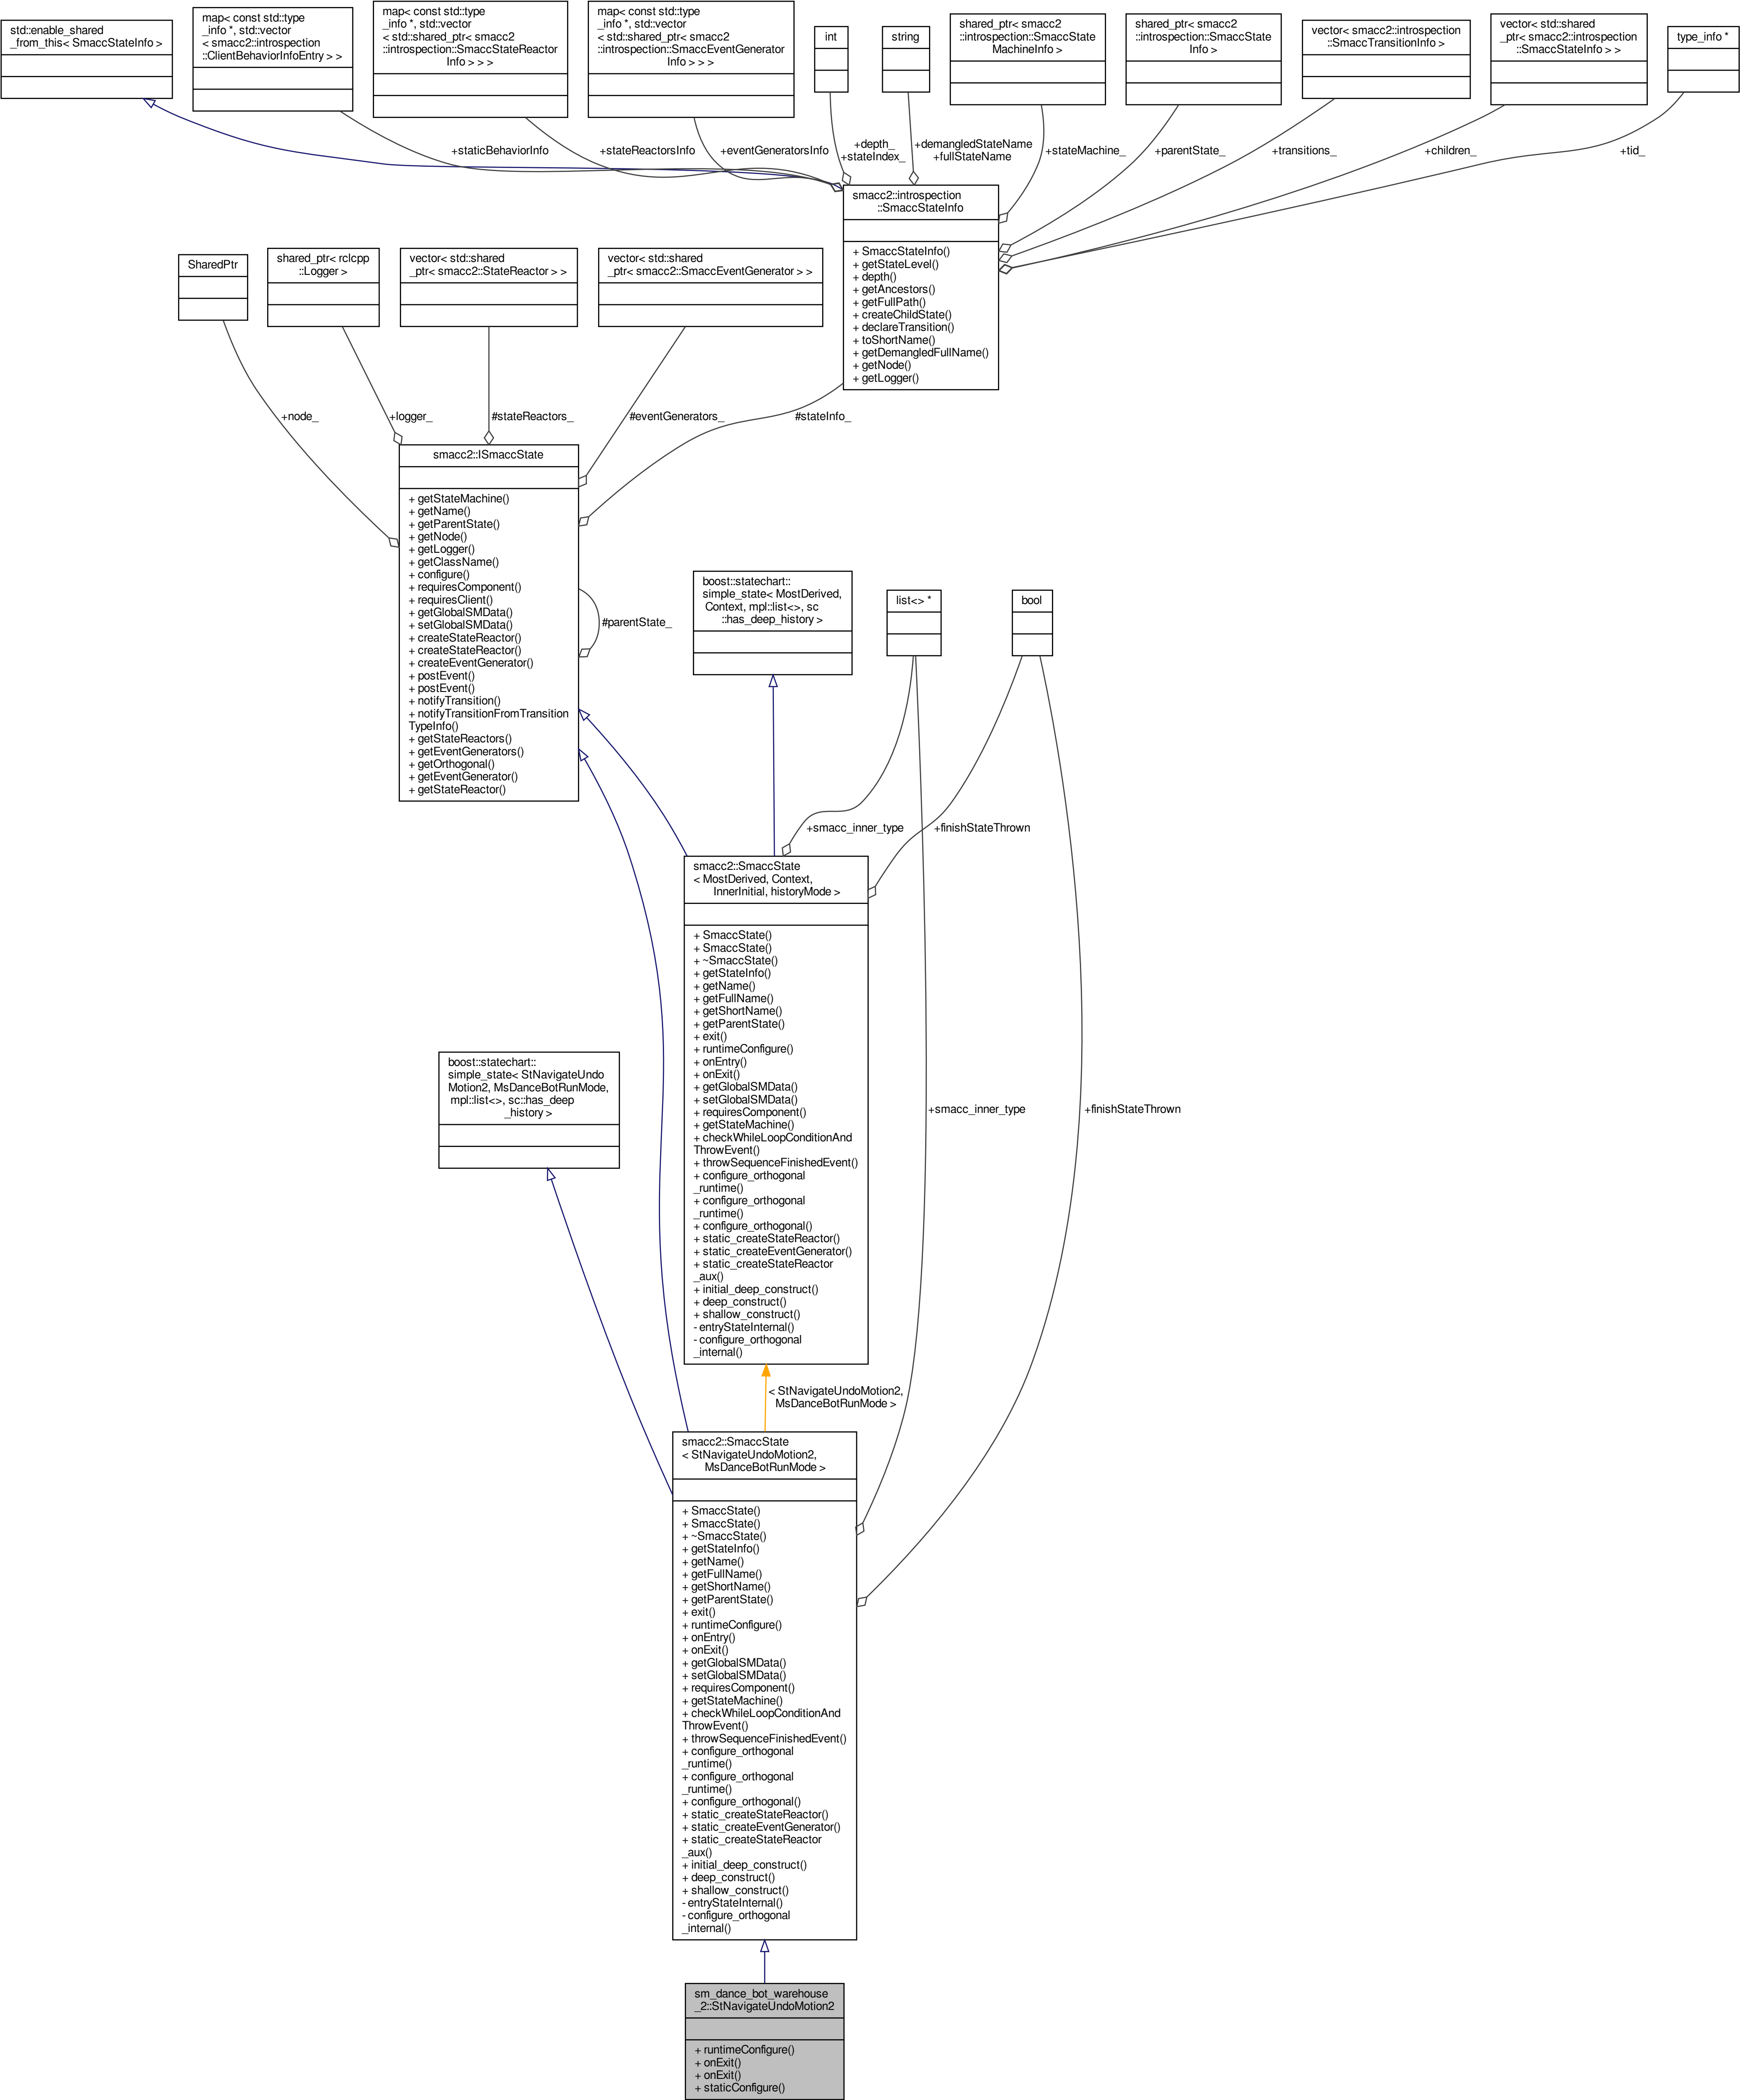 std::enable_shared
_from_this< SmaccStateInfo >
map< const std::type
_info *, std::vector
< smacc2::introspection
::ClientBehaviorInfoEntry > >
map< const std::type
_info *, std::vector
< std::shared_ptr< smacc2
::introspection::SmaccStateReactor
Info > > >
map< const std::type
_info *, std::vector
< std::shared_ptr< smacc2
::introspection::SmaccEventGenerator
Info > > >
int
string
shared_ptr< smacc2
::introspection::SmaccState
MachineInfo >
shared_ptr< smacc2
::introspection::SmaccState
Info >
vector< smacc2::introspection
::SmaccTransitionInfo >
vector< std::shared
_ptr< smacc2::introspection
::SmaccStateInfo > >
type_info *
+staticBehaviorInfo
+stateReactorsInfo
+eventGeneratorsInfo
+depth_
+stateIndex_
+demangledStateName
+fullStateName
+stateMachine_
+parentState_
+transitions_
+children_
+tid_
smacc2::introspection
::SmaccStateInfo
+ SmaccStateInfo()
+ getStateLevel()
+ depth()
+ getAncestors()
+ getFullPath()
+ createChildState()
+ declareTransition()
+ toShortName()
+ getDemangledFullName()
+ getNode()
+ getLogger()
SharedPtr
shared_ptr< rclcpp
::Logger >
vector< std::shared
_ptr< smacc2::StateReactor > >
vector< std::shared
_ptr< smacc2::SmaccEventGenerator > >
+node_
+logger_
#stateReactors_
#eventGenerators_
#stateInfo_
smacc2::ISmaccState
+ getStateMachine()
+ getName()
+ getParentState()
+ getNode()
+ getLogger()
+ getClassName()
+ configure()
+ requiresComponent()
+ requiresClient()
+ getGlobalSMData()
+ setGlobalSMData()
+ createStateReactor()
+ createStateReactor()
+ createEventGenerator()
+ postEvent()
+ postEvent()
+ notifyTransition()
+ notifyTransitionFromTransition
TypeInfo()
+ getStateReactors()
+ getEventGenerators()
+ getOrthogonal()
+ getEventGenerator()
+ getStateReactor()
#parentState_
boost::statechart::
simple_state< MostDerived,
Context, mpl::list<>, sc
::has_deep_history >
list<> *
bool
+smacc_inner_type
+finishStateThrown
smacc2::SmaccState
< MostDerived, Context,
InnerInitial, historyMode >
+ SmaccState()
+ SmaccState()
+ ~SmaccState()
+ getStateInfo()
+ getName()
+ getFullName()
+ getShortName()
+ getParentState()
+ exit()
+ runtimeConfigure()
+ onEntry()
+ onExit()
+ getGlobalSMData()
+ setGlobalSMData()
+ requiresComponent()
+ getStateMachine()
+ checkWhileLoopConditionAnd
ThrowEvent()
+ throwSequenceFinishedEvent()
+ configure_orthogonal
_runtime()
+ configure_orthogonal
_runtime()
+ configure_orthogonal()
+ static_createStateReactor()
+ static_createEventGenerator()
+ static_createStateReactor
_aux()
+ initial_deep_construct()
+ deep_construct()
+ shallow_construct()
- entryStateInternal()
- configure_orthogonal
_internal()
boost::statechart::
simple_state< StNavigateUndo
Motion2, MsDanceBotRunMode,
mpl::list<>, sc::has_deep
_history >
+smacc_inner_type
+finishStateThrown
< StNavigateUndoMotion2,
MsDanceBotRunMode >
smacc2::SmaccState
< StNavigateUndoMotion2,
MsDanceBotRunMode >
+ SmaccState()
+ SmaccState()
+ ~SmaccState()
+ getStateInfo()
+ getName()
+ getFullName()
+ getShortName()
+ getParentState()
+ exit()
+ runtimeConfigure()
+ onEntry()
+ onExit()
+ getGlobalSMData()
+ setGlobalSMData()
+ requiresComponent()
+ getStateMachine()
+ checkWhileLoopConditionAnd
ThrowEvent()
+ throwSequenceFinishedEvent()
+ configure_orthogonal
_runtime()
+ configure_orthogonal
_runtime()
+ configure_orthogonal()
+ static_createStateReactor()
+ static_createEventGenerator()
+ static_createStateReactor
_aux()
+ initial_deep_construct()
+ deep_construct()
+ shallow_construct()
- entryStateInternal()
- configure_orthogonal
_internal()
sm_dance_bot_warehouse
_2::StNavigateUndoMotion2
+ runtimeConfigure()
+ onExit()
+ onExit()
+ staticConfigure()